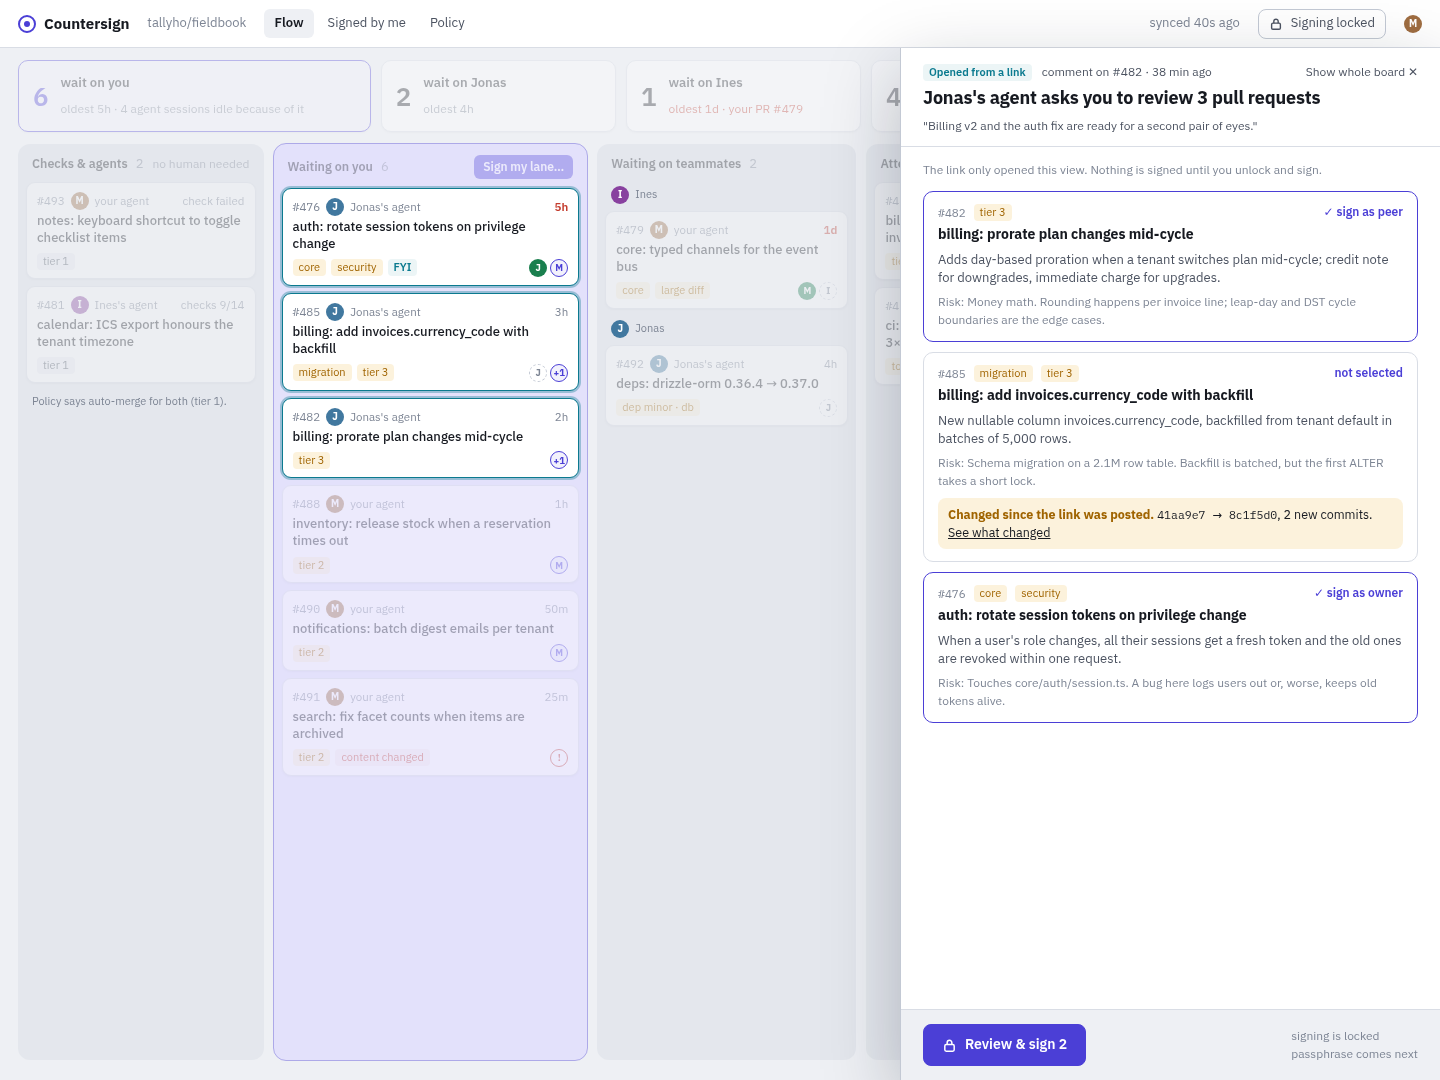 Countersign
tallyho/fieldbook
Flow
Signed by me
Policy
synced 40s ago
Signing locked
M
6
wait on you
oldest 5h · 4 agent sessions idle because of it
2
wait on Jonas
oldest 4h
1
wait on Ines
oldest 1d · your PR #479
4
Checks & agents 2 no human needed
#493 M your agent check failed
notes: keyboard shortcut to toggle
checklist items
tier 1
#481 I Ines's agent checks 9/14
calendar: ICS export honours the
tenant timezone
tier 1
Policy says auto-merge for both (tier 1).
Waiting on you 6 Sign my lane...
#476 J Jonas's agent 5h
auth: rotate session tokens on privilege
change
core security FYI J M
#485 J Jonas's agent 3h
billing: add invoices.currency_code with
backfill
migration tier 3 J +1
#482 J Jonas's agent 2h
billing: prorate plan changes mid-cycle
tier 3 +1
#488 M your agent 1h
inventory: release stock when a reservation
times out
tier 2 M
#490 M your agent 50m
notifications: batch digest emails per tenant
tier 2 M
#491 M your agent 25m
search: fix facet counts when items are
archived
tier 2 content changed !
Waiting on teammates 2
I Ines
#479 M your agent 1d
core: typed channels for the event
bus
core large diff M I
J Jonas
#492 J Jonas's agent 4h
deps: drizzle-orm 0.36.4 → 0.37.0
dep minor · db J
Opened from a link comment on #482 · 38 min ago Show whole board ✕
Jonas's agent asks you to review 3 pull requests
"Billing v2 and the auth fix are ready for a second pair of eyes."
The link only opened this view. Nothing is signed until you unlock and sign.
#482 tier 3 ✓ sign as peer
billing: prorate plan changes mid-cycle
Adds day-based proration when a tenant switches plan mid-cycle; credit note
for downgrades, immediate charge for upgrades.
Risk: Money math. Rounding happens per invoice line; leap-day and DST cycle
boundaries are the edge cases.
#485 migration tier 3 not selected
billing: add invoices.currency_code with backfill
New nullable column invoices.currency_code, backfilled from tenant default in
batches of 5,000 rows.
Risk: Schema migration on a 2.1M row table. Backfill is batched, but the first ALTER
takes a short lock.
Changed since the link was posted. 41aa9e7 → 8c1f5d0, 2 new commits.
See what changed
#476 core security ✓ sign as owner
auth: rotate session tokens on privilege change
When a user's role changes, all their sessions get a fresh token and the old ones
are revoked within one request.
Risk: Touches core/auth/session.ts. A bug here logs users out or, worse, keeps old
tokens alive.
Review & sign 2
signing is locked
passphrase comes next